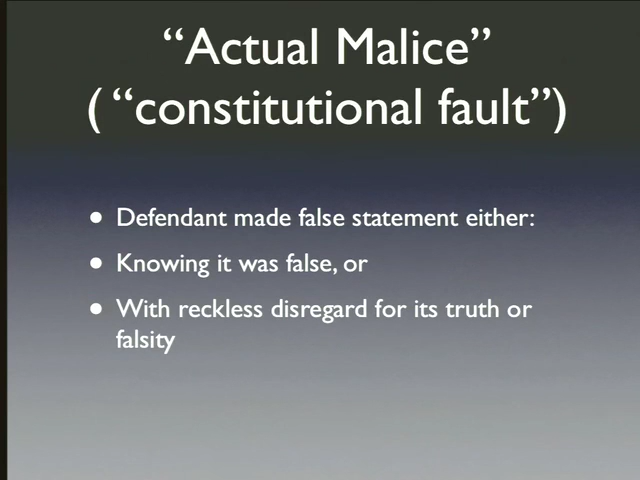 “Actual Malice”
( “constitutional fault”)
• Defendant made false statement either:
• Knowing it was false, or
• With reckless disregard for its truth or
falsity